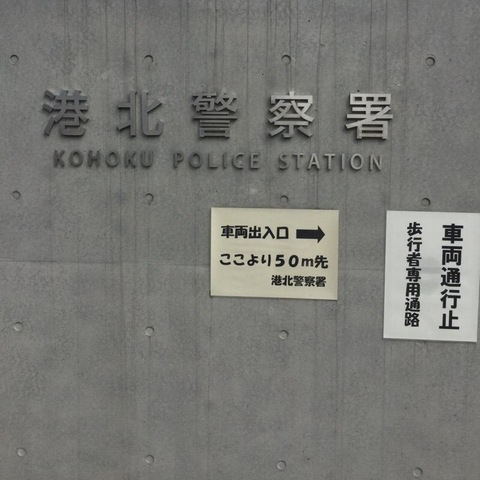 港北警察署
KOHOKU POLICE STATION
車両出入口 →
ここより50m先
港北警察署
車両通行止
歩行者専用通路